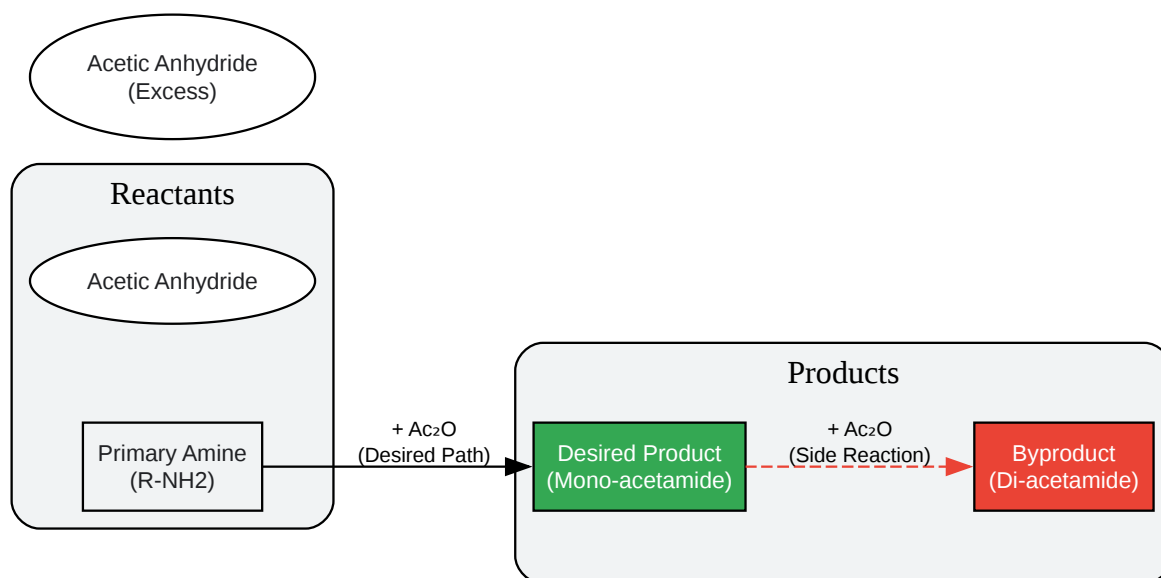 Acetic Anhydride
(Excess)
Reactants
Acetic Anhydride
Primary Amine
(R-NH2)
+ Ac₂O
(Desired Path)
Products
Desired Product
(Mono-acetamide)
+ Ac₂O
(Side Reaction)
Byproduct
(Di-acetamide)